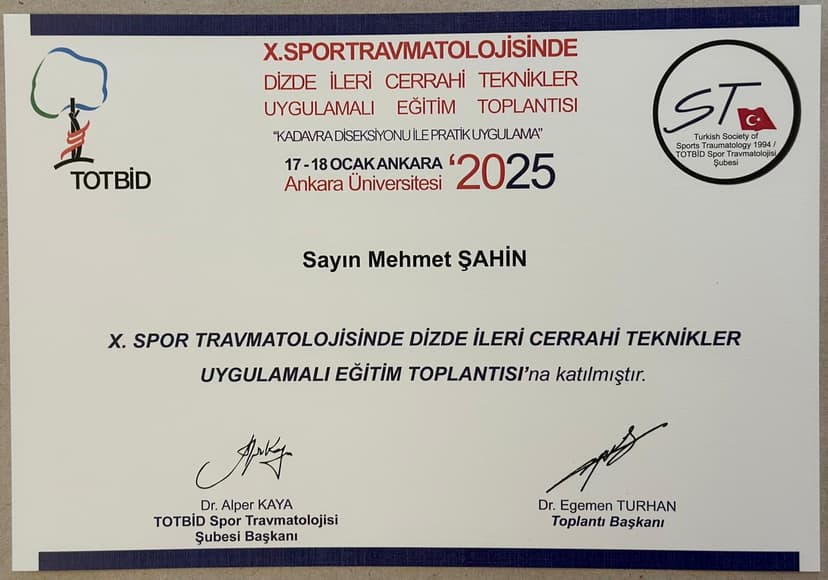 X.SPORTRAVMATOLOJİSİNDE
DİZDE İLERİ CERRAHİ TEKNİKLER
UYGULAMALI EĞİTİM TOPLANTISI
"KADAVRA DİSEKSİYONU İLE PRATİK UYGULAMA"
17 - 18 OCAK ANKARA '2025
Ankara Üniversitesi
TOTBİD
ST
Turkish Society of
Sports Traumatology 1994 /
TOTBİD Spor Travmatolojisi
Şubesi
Sayın Mehmet ŞAHİN
X. SPOR TRAVMATOLOJİSİNDE DİZDE İLERİ CERRAHİ TEKNİKLER
UYGULAMALI EĞİTİM TOPLANTISI'na katılmıştır.
Dr. Alper KAYA
TOTBİD Spor Travmatolojisi
Şubesi Başkanı
Dr. Egemen TURHAN
Toplantı Başkanı